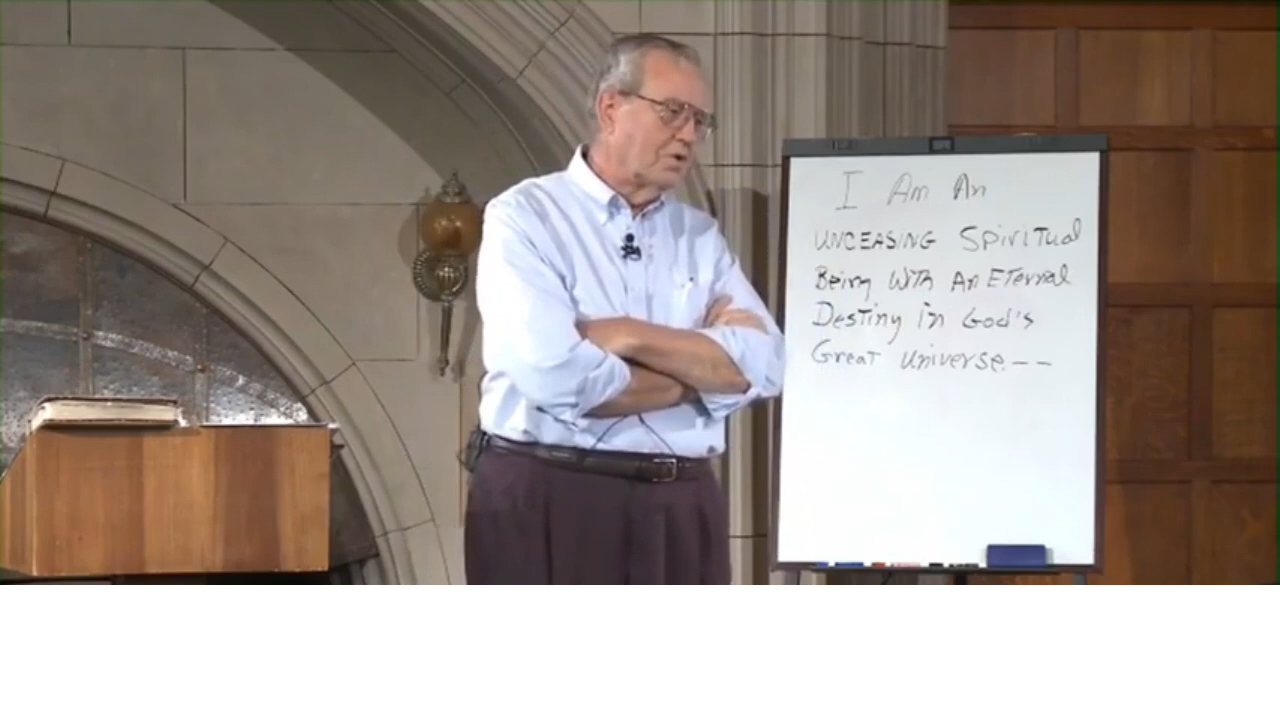 I Am An
UNCEASING SPiRiTual
Being WiTh An ETernal
DesTiny in God's
GreaT universe--